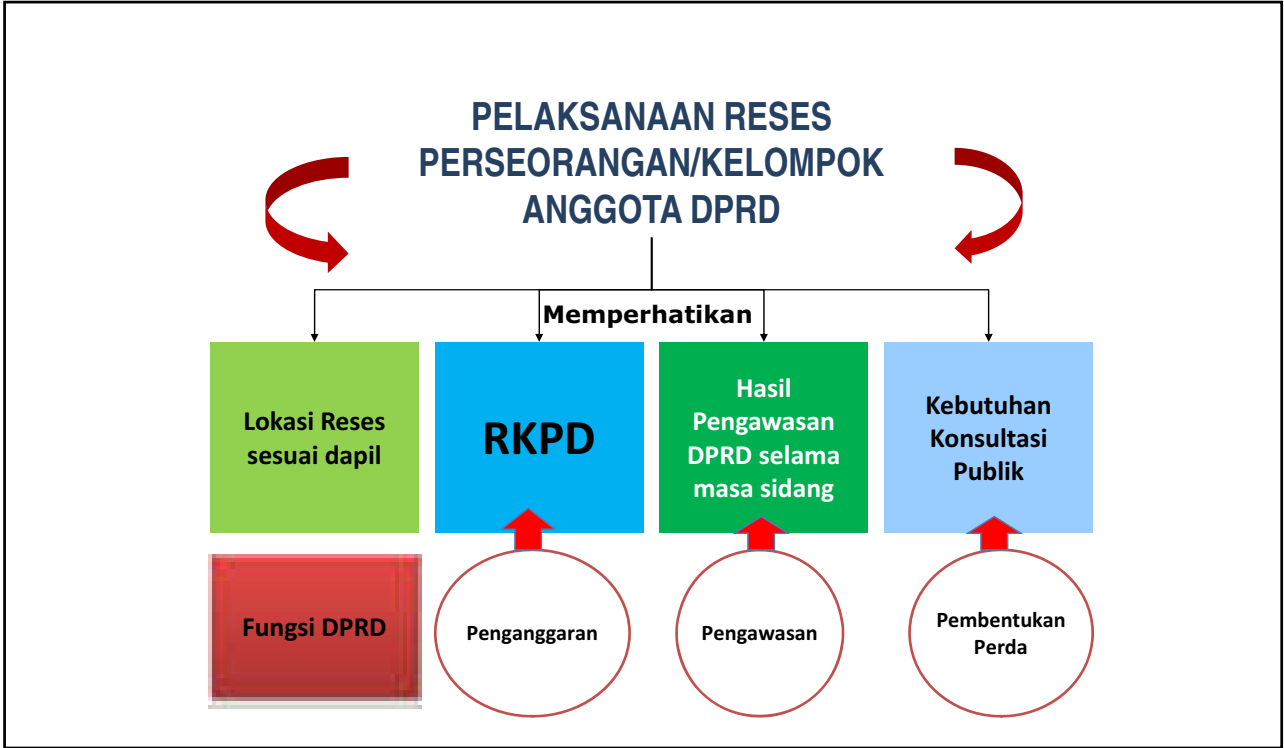 PELAKSANAAN RESES
PERSEORANGAN/KELOMPOK
ANGGOTA DPRD
Memperhatikan
Lokasi Reses
sesuai dapil
RKPD
Hasil
Pengawasan
DPRD selama
masa sidang
Kebutuhan
Konsultasi
Publik
Fungsi DPRD
Penganggaran
Pengawasan
Pembentukan
Perda